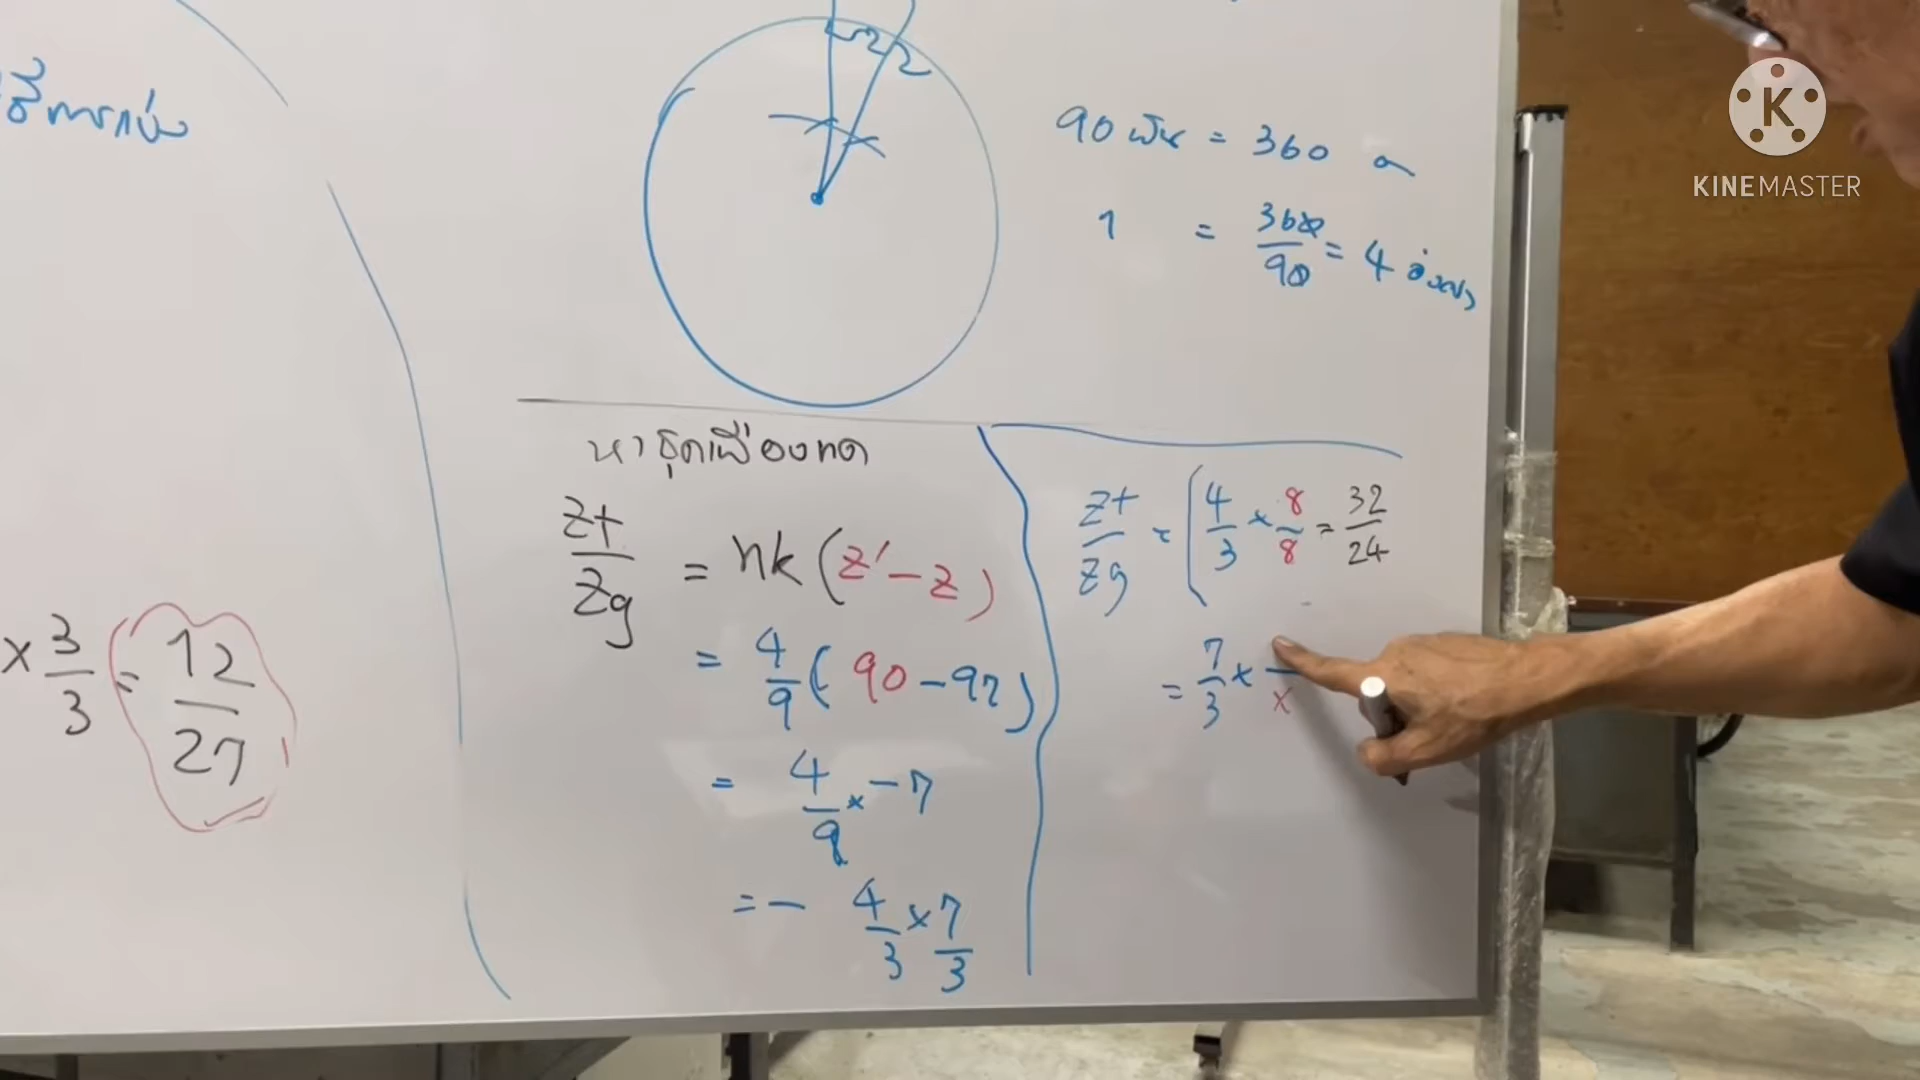 90 ฟัน = 360 อ
1 = 360/90 = 4 องศา
KINEMASTER
หาชุดเฟืองทด
Zt/Zg = nk (Z' - Z)
= 4/9 ( 90 - 97 )
= 4/9 × -7
= - 4/3 × 7/3
Zt/Zg = ( 4/3 × 8/8 = 32/24
= 7/3 × /x
× 3/3 = 12/27